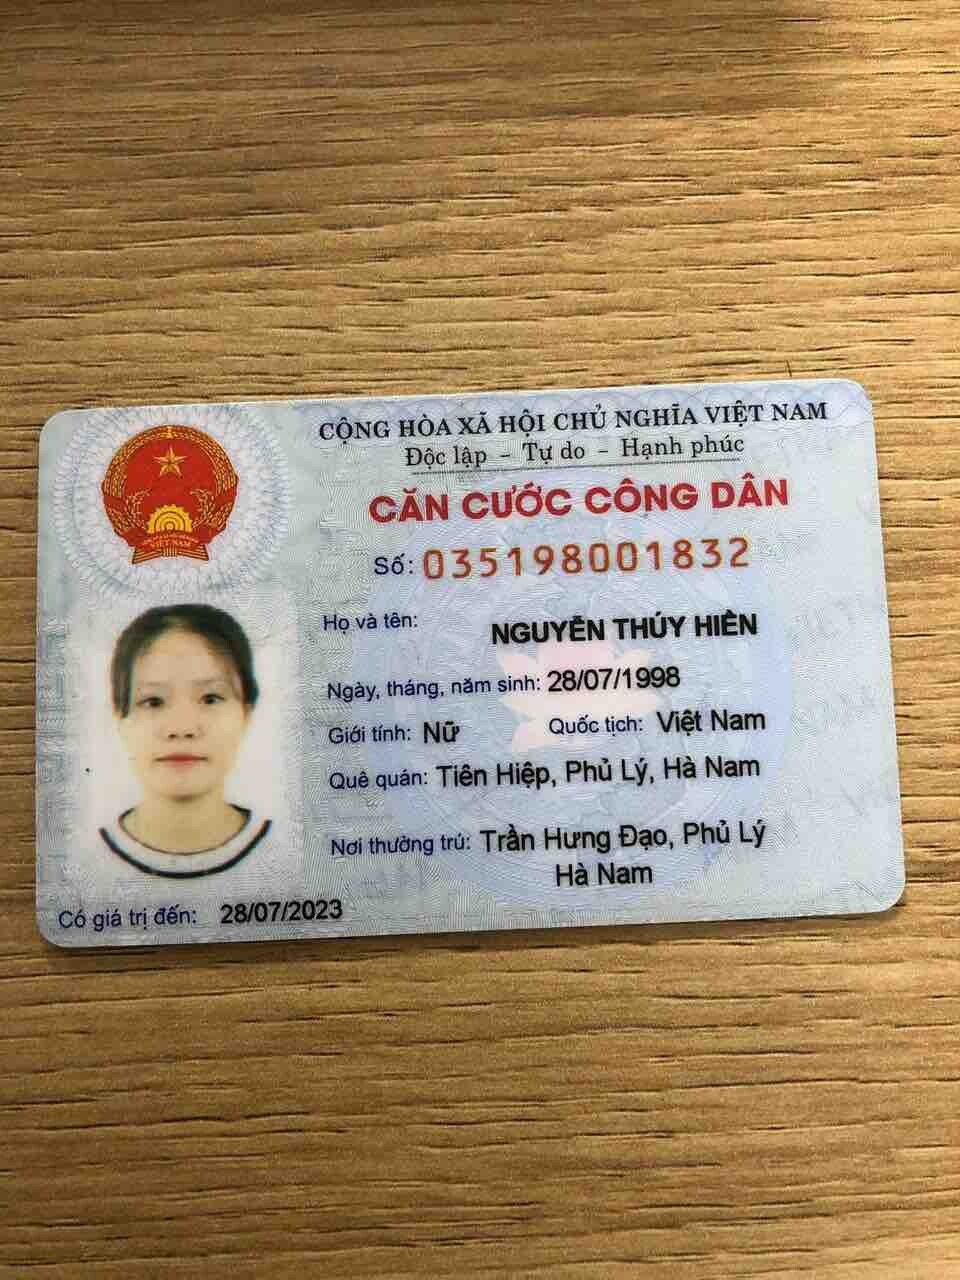 CỘNG HÒA XÃ HỘI CHỦ NGHĨA VIỆT NAM
Độc lập - Tự do - Hạnh phúc
CĂN CƯỚC CÔNG DÂN
Số: 035198001832
Họ và tên: NGUYỄN THÚY HIỀN
Ngày, tháng, năm sinh: 28/07/1998
Giới tính: Nữ Quốc tịch: Việt Nam
Quê quán: Tiên Hiệp, Phủ Lý, Hà Nam
Nơi thường trú: Trần Hưng Đạo, Phủ Lý
Hà Nam
Có giá trị đến: 28/07/2023
VIỆT NAM